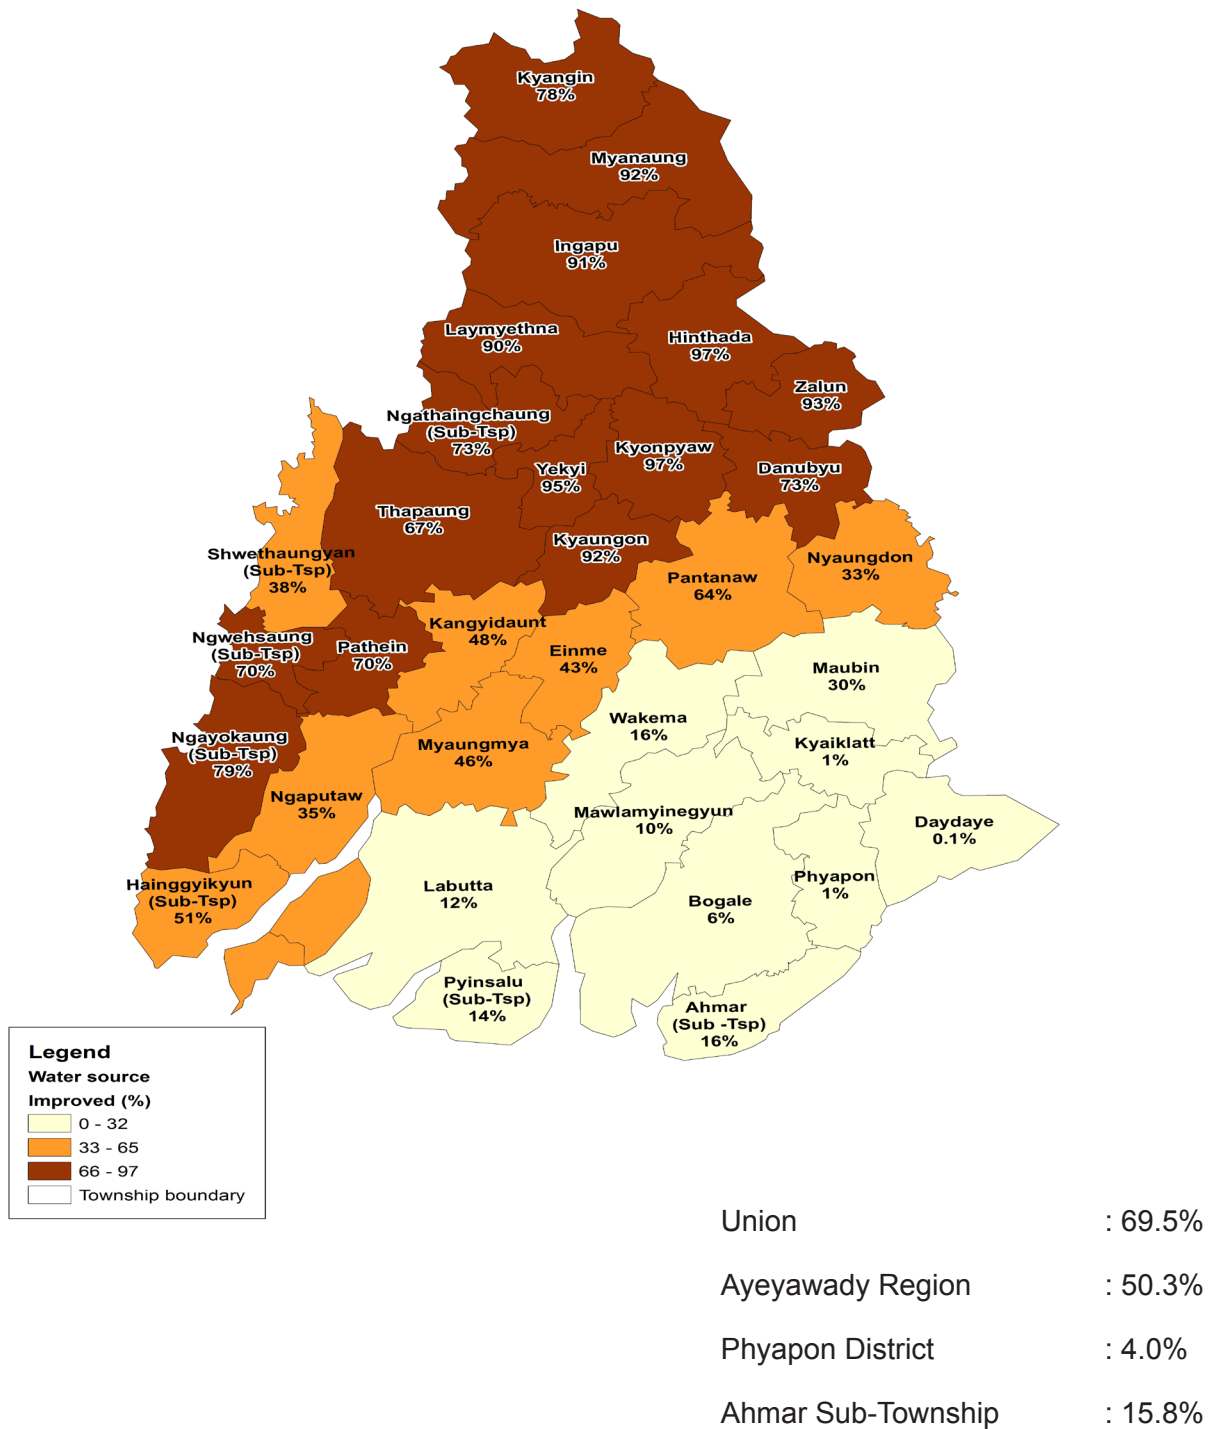 Kyangin
78%
Myanaung
92%
Ingapu
91%
Laymyethna
90%
Hinthada
97%
Zalun
93%
Ngathaingchaung
(Sub-Tsp)
73%
Kyonpyaw
97%
Yekyi
95%
Danubyu
73%
Thapaung
67%
Kyaungon
92%
Shwethaungyan
(Sub-Tsp)
38%
Pantanaw
64%
Nyaungdon
33%
Ngwehsaung
(Sub-Tsp)
70%
Pathein
70%
Kangyidaunt
48%
Einme
43%
Maubin
30%
Wakema
16%
Ngayokaung
(Sub-Tsp)
79%
Myaungmya
46%
Kyaiklatt
1%
Ngaputaw
35%
Mawlamyinegyun
10%
Daydaye
0.1%
Hainggyikyun
(Sub-Tsp)
51%
Labutta
12%
Bogale
6%
Phyapon
1%
Pyinsalu
(Sub-Tsp)
14%
Ahmar
(Sub -Tsp)
16%
Legend
Water source
Improved (%)
0 - 32
33 - 65
66 - 97
Township boundary
Union : 69.5%
Ayeyawady Region : 50.3%
Phyapon District : 4.0%
Ahmar Sub-Township : 15.8%